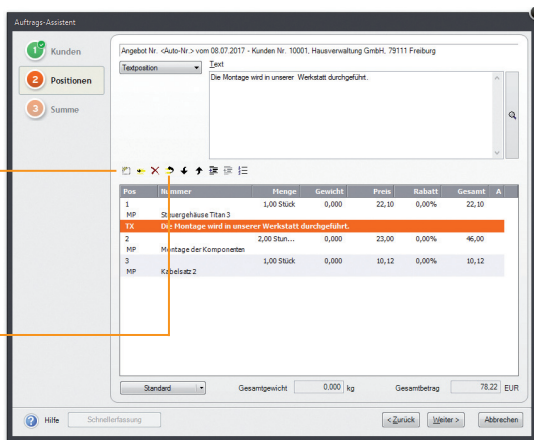 Auftrags-Assistent
1 Kunden
2 Positionen
3 Summe
Angebot Nr. <Auto-Nr.> vom 08.07.2017 - Kunden Nr. 10001, Hausverwaltung GmbH, 79111 Freiburg
Textposition
Text
Die Montage wird in unserer Werkstatt durchgeführt.
Pos Nummer Menge Gewicht Preis Rabatt Gesamt A
1 1,00 Stück 0,000 22,10 0,00% 22,10
MP Steuergehäuse Titan 3
TX Die Montage wird in unserer Werkstatt durchgeführt.
2 2,00 Stun... 0,000 23,00 0,00% 46,00
MP Montage der Komponenten
3 1,00 Stück 0,000 10,12 0,00% 10,12
MP Kabelsatz 2
Standard Gesamtgewicht 0,000 kg Gesamtbetrag 78,22 EUR
Hilfe Schnellerfassung < Zurück Weiter > Abbrechen